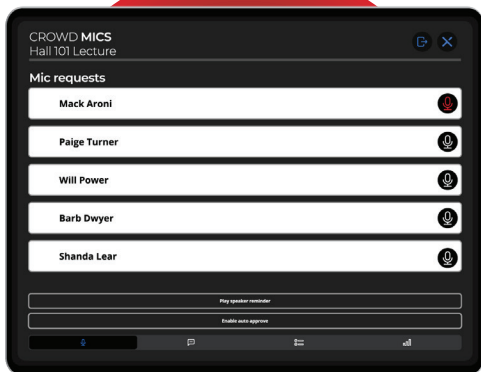 CROWD MICS
Hall 101 Lecture
Mic requests
Mack Aroni
Paige Turner
Will Power
Barb Dwyer
Shanda Lear
Play speaker reminder
Enable auto approve